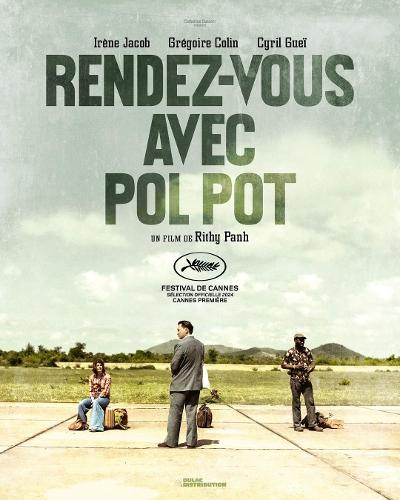 Irène Jacob Grégoire Colin Cyril Gueï
RENDEZ-VOUS
AVEC
POL POT
UN FILM DE Rithy Panh
FESTIVAL DE CANNES
SÉLECTION OFFICIELLE 2024
CANNES PREMIÈRE
DULAC
DISTRIBUTION